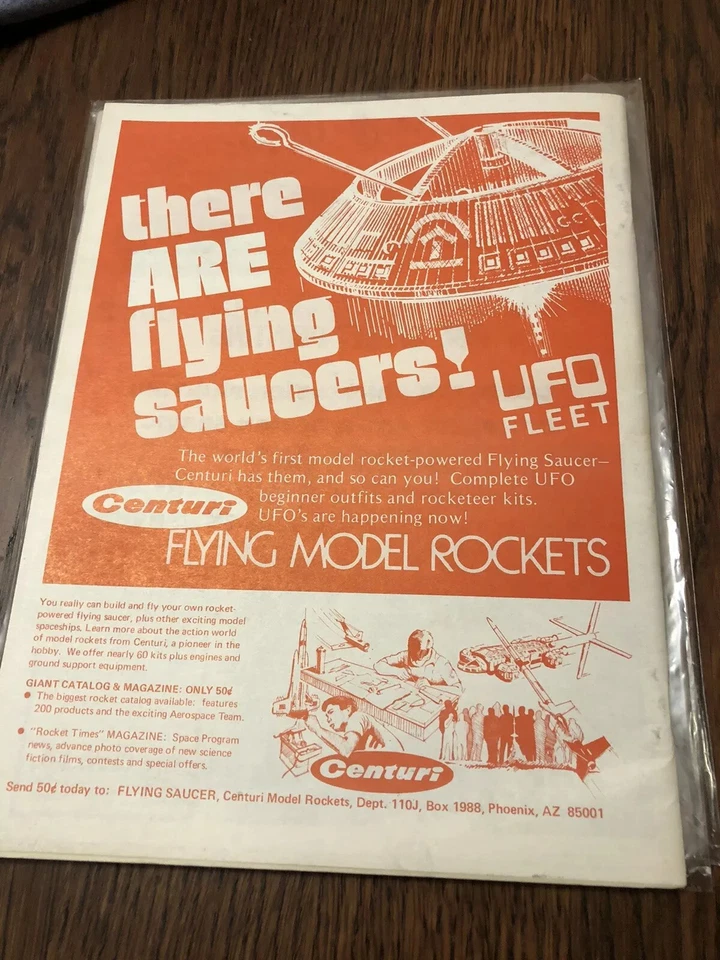 there
ARE
flying
saucers!
UFO
FLEET
The world's first model rocket-powered Flying Saucer—
Centuri has them, and so can you! Complete UFO
beginner outfits and rocketeer kits.
UFO's are happening now!
Centuri
FLYING MODEL ROCKETS
You really can build and fly your own rocket-
powered flying saucer, plus other exciting model
spaceships. Learn more about the action world
of model rockets from Centuri, a pioneer in the
hobby. We offer nearly 60 kits plus engines and
ground support equipment.
GIANT CATALOG & MAGAZINE: ONLY 50¢
● The biggest rocket catalog available: features
200 products and the exciting Aerospace Team.
● "Rocket Times" MAGAZINE: Space Program
news, advance photo coverage of new science
fiction films, contests and special offers.
Centuri
Send 50¢ today to: FLYING SAUCER, Centuri Model Rockets, Dept. 110J, Box 1988, Phoenix, AZ 85001